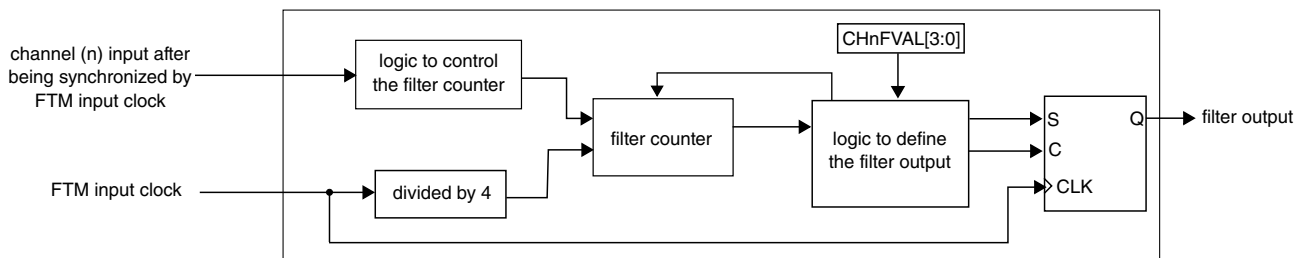 channel (n) input after
being synchronized by
FTM input clock
logic to control
the filter counter
CHnFVAL[3:0]
filter counter
logic to define
the filter output
S
Q
C
CLK
filter output
FTM input clock
divided by 4